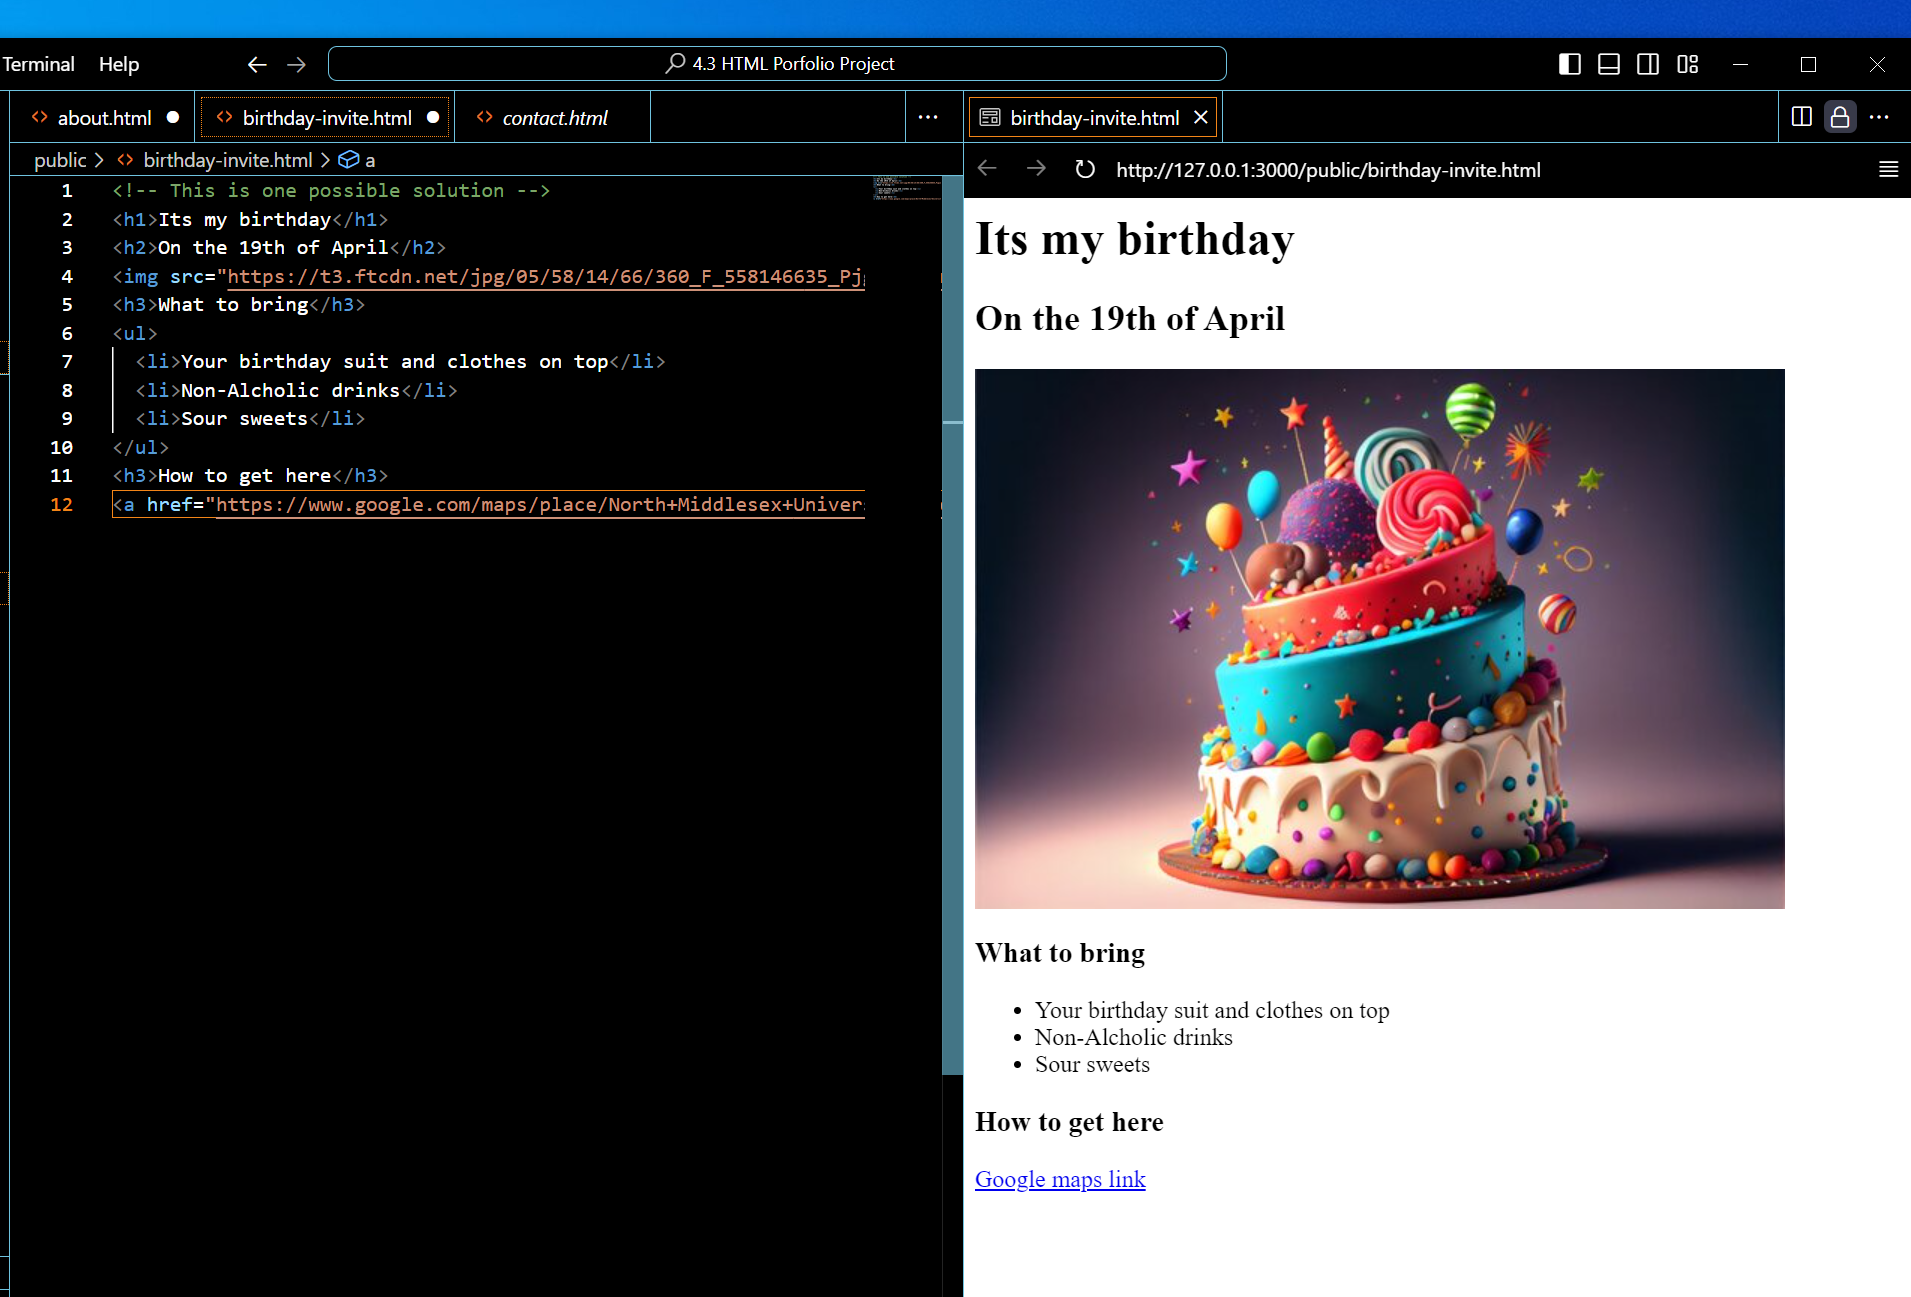 Terminal Help
4.3 HTML Porfolio Project
about.html
birthday-invite.html
contact.html
birthday-invite.html
public > birthday-invite.html > a
http://127.0.0.1:3000/public/birthday-invite.html
1 <!-- This is one possible solution -->
2 <h1>Its my birthday</h1>
3 <h2>On the 19th of April</h2>
4 <img src="https://t3.ftcdn.net/jpg/05/58/14/66/360_F_558146635_Pj
5 <h3>What to bring</h3>
6 <ul>
7 <li>Your birthday suit and clothes on top</li>
8 <li>Non-Alcholic drinks</li>
9 <li>Sour sweets</li>
10 </ul>
11 <h3>How to get here</h3>
12 <a href="https://www.google.com/maps/place/North+Middlesex+Univer
Its my birthday
On the 19th of April
What to bring
• Your birthday suit and clothes on top
• Non-Alcholic drinks
• Sour sweets
How to get here
Google maps link